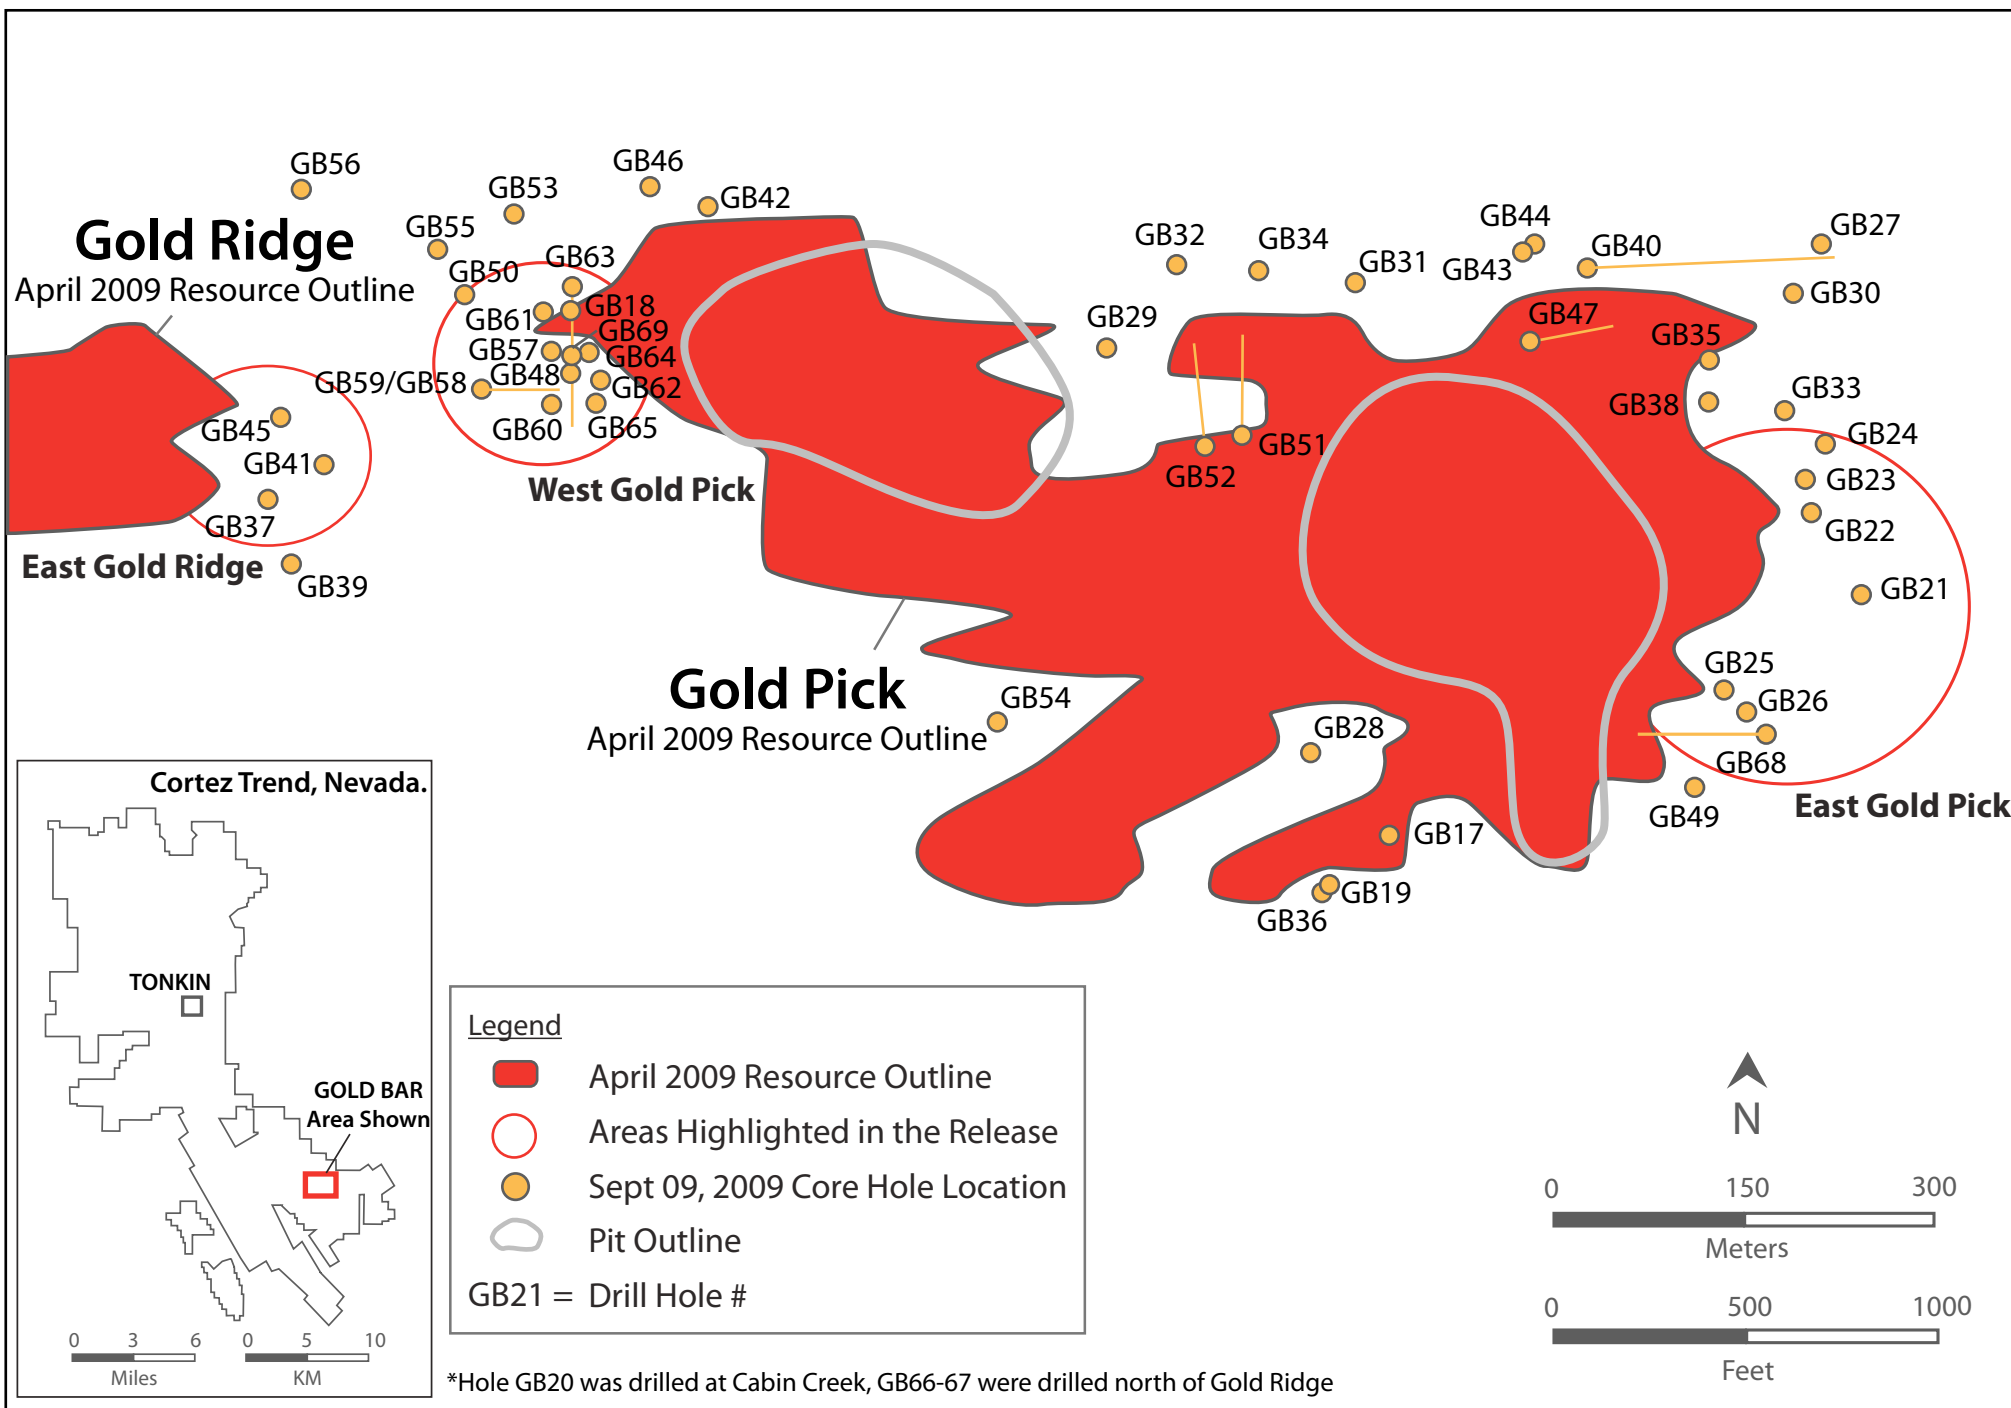 GB56
GB46
GB53
GB42
GB55
GB44
GB27
GB32
GB34
GB40
Gold Ridge
April 2009 Resource Outline
GB63
GB50
GB43
GB31
GB30
GB18
GB61
GB69
GB29
GB47
GB35
GB57
GB64
GB59/GB58
GB48
GB62
GB38
GB33
GB45
GB60
GB65
GB51
GB24
GB41
GB52
GB23
West Gold Pick
GB37
GB22
East Gold Ridge
GB39
GB21
GB25
Gold Pick
April 2009 Resource Outline
GB54
GB26
GB28
GB68
East Gold Pick
GB49
GB17
GB19
GB36
Cortez Trend, Nevada.
TONKIN
GOLD BAR
Area Shown
0 3 6
Miles
0 5 10
KM
Legend
April 2009 Resource Outline
Areas Highlighted in the Release
Sept 09, 2009 Core Hole Location
Pit Outline
GB21 = Drill Hole #
N
0 150 300
Meters
0 500 1000
Feet
*Hole GB20 was drilled at Cabin Creek, GB66-67 were drilled north of Gold Ridge